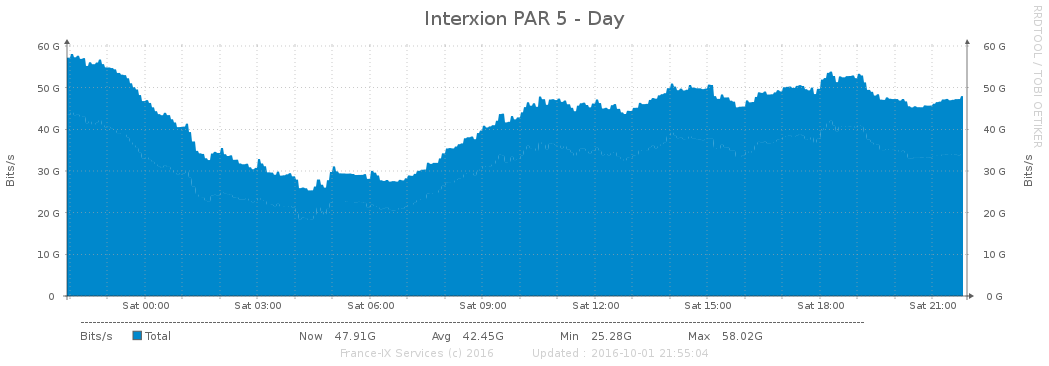 Interxion PAR 5 - Day
RRDTOOL / TOBI OETIKER
60 G 60 G
50 G 50 G
40 G 40 G
30 G 30 G
20 G 20 G
10 G 10 G
0 0 G
Bits/s
Bits/s
Sat 00:00 Sat 03:00 Sat 06:00 Sat 09:00 Sat 12:00 Sat 15:00 Sat 18:00 Sat 21:00
Bits/s Total Now 47.91G Avg 42.45G Min 25.28G Max 58.02G
France-IX Services (c) 2016 Updated : 2016-10-01 21:55:04